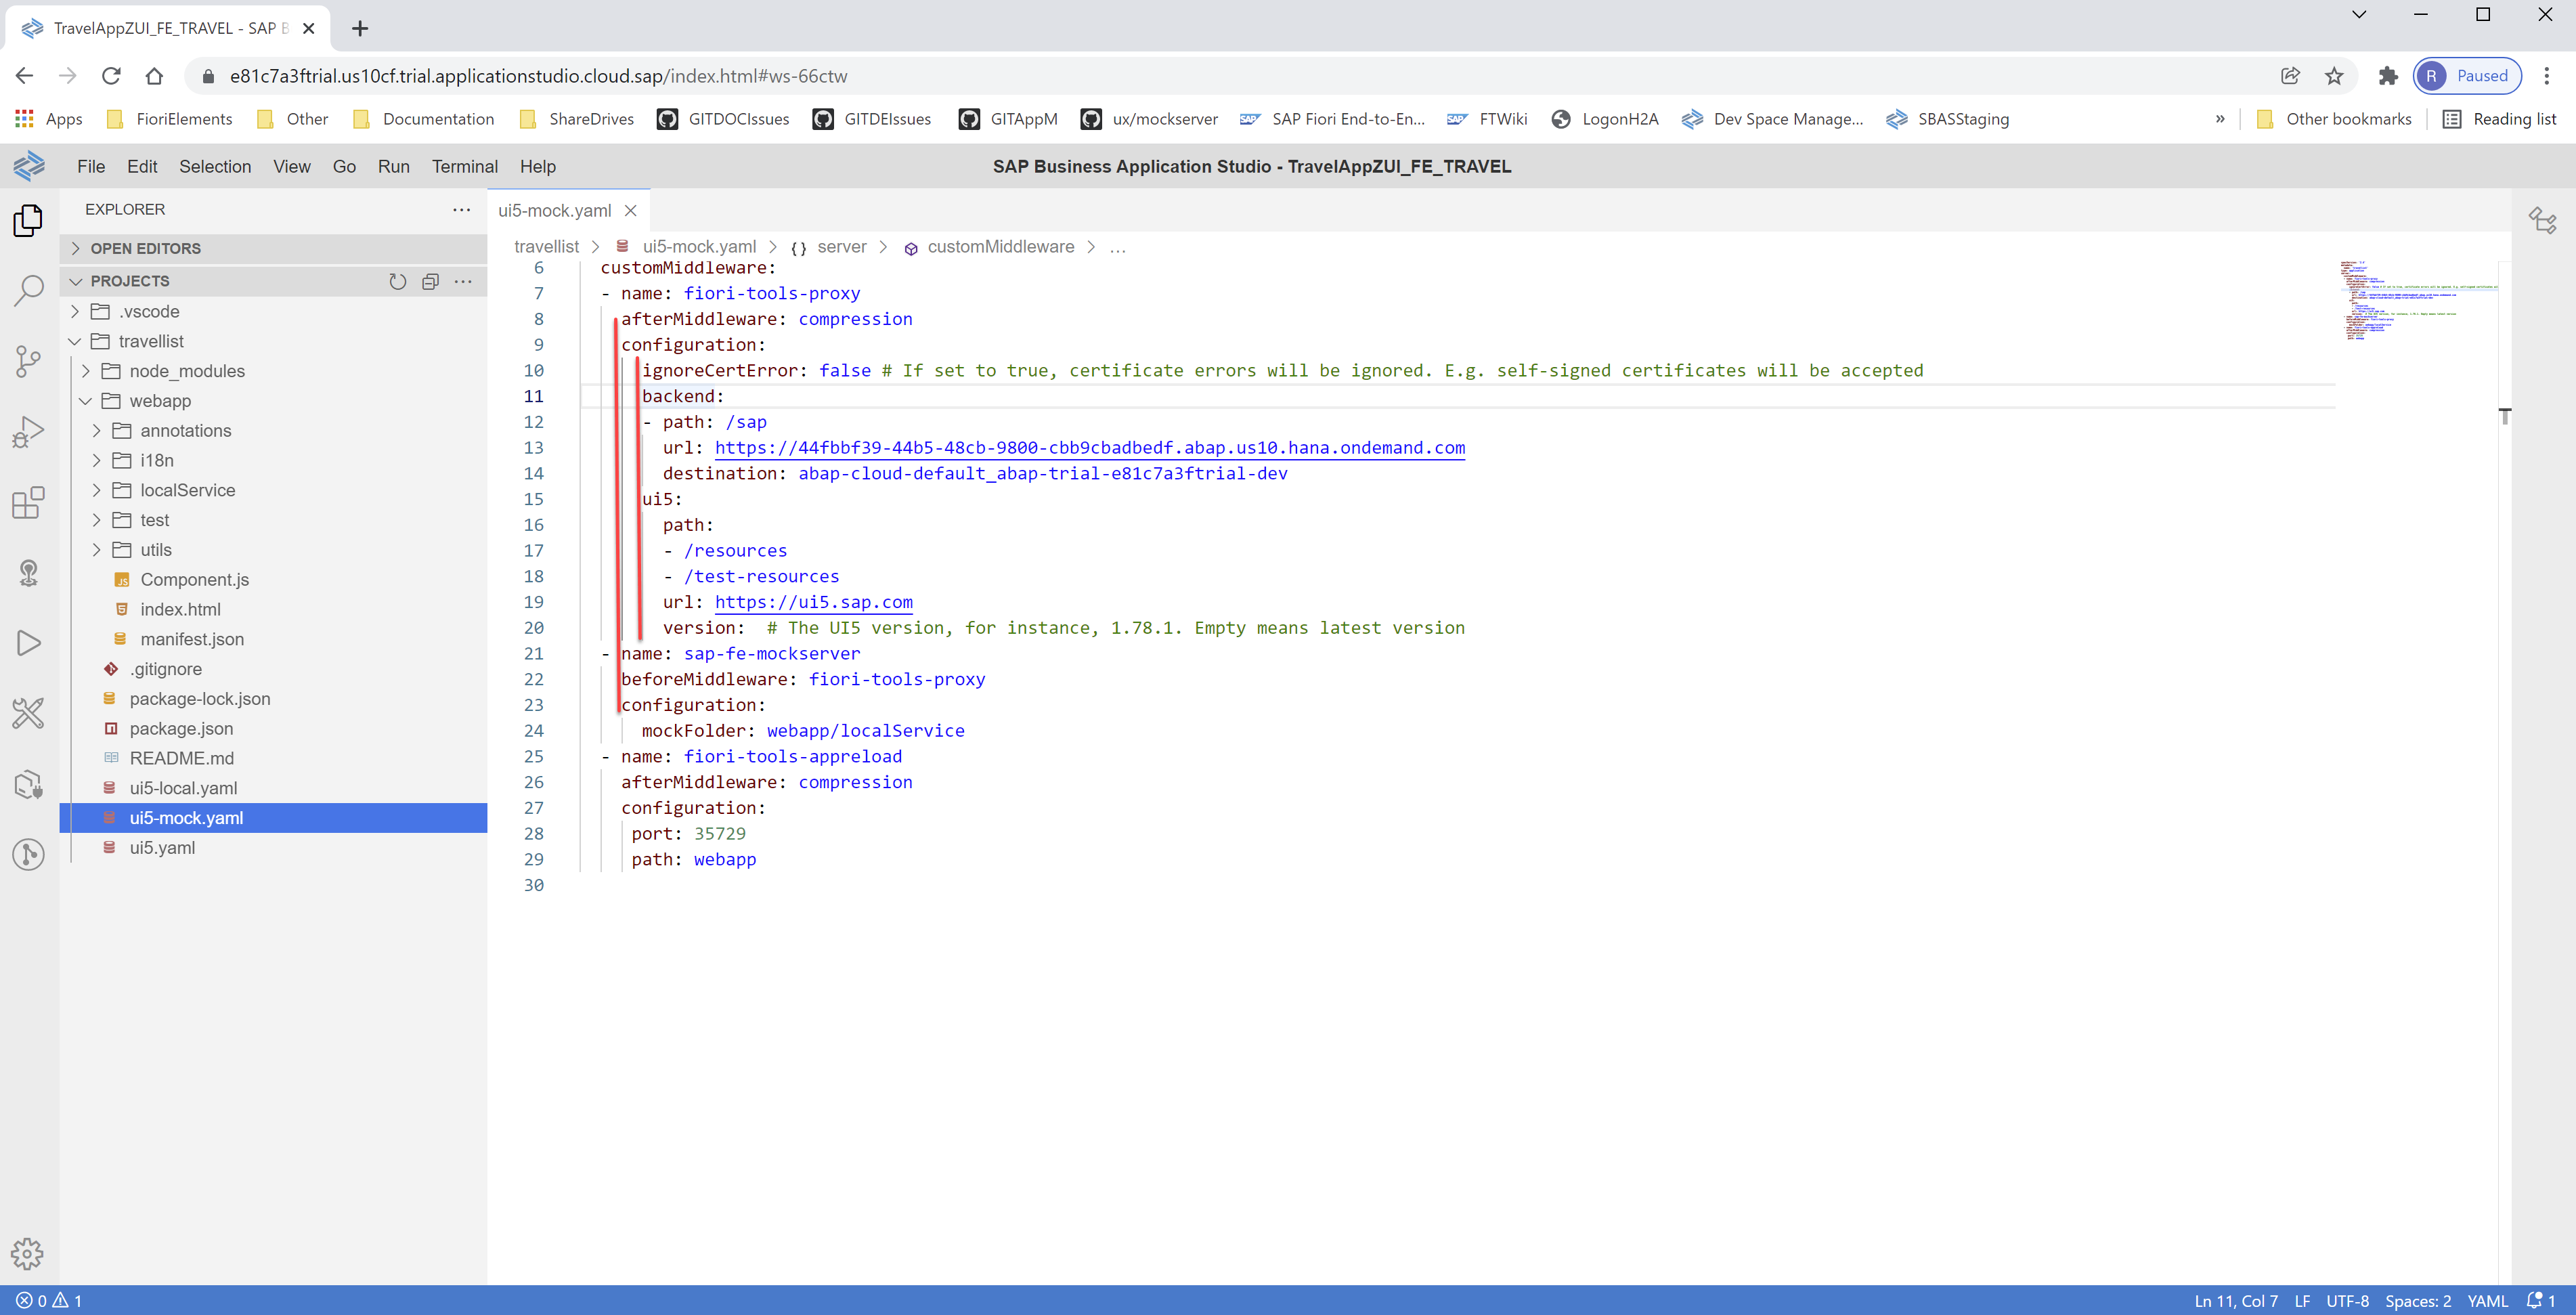 TravelAppZUI_FE_TRAVEL - SAP B
e81c7a3ftrial.us10cf.trial.applicationstudio.cloud.sap/index.html#ws-66ctw
R Paused
Apps FioriElements Other Documentation ShareDrives GITDOCIssues GITDEIssues GITAppM ux/mockserver SAP Fiori End-to-En... FTWiki LogonH2A Dev Space Manage... SBASStaging » Other bookmarks Reading list
File Edit Selection View Go Run Terminal Help SAP Business Application Studio - TravelAppZUI_FE_TRAVEL
EXPLORER
OPEN EDITORS
PROJECTS
.vscode
travellist
node_modules
webapp
annotations
i18n
localService
test
utils
JS Component.js
index.html
manifest.json
.gitignore
package-lock.json
package.json
README.md
ui5-local.yaml
ui5-mock.yaml
ui5.yaml
ui5-mock.yaml
travellist > ui5-mock.yaml > {} server > customMiddleware > ...
6 customMiddleware:
7 - name: fiori-tools-proxy
8 afterMiddleware: compression
9 configuration:
10 ignoreCertError: false # If set to true, certificate errors will be ignored. E.g. self-signed certificates will be accepted
11 backend:
12 - path: /sap
13 url: https://44fbbf39-44b5-48cb-9800-cbb9cbadbedf.abap.us10.hana.ondemand.com
14 destination: abap-cloud-default_abap-trial-e81c7a3ftrial-dev
15 ui5:
16 path:
17 - /resources
18 - /test-resources
19 url: https://ui5.sap.com
20 version:  # The UI5 version, for instance, 1.78.1. Empty means latest version
21 - name: sap-fe-mockserver
22 beforeMiddleware: fiori-tools-proxy
23 configuration:
24 mockFolder: webapp/localService
25 - name: fiori-tools-appreload
26 afterMiddleware: compression
27 configuration:
28 port: 35729
29 path: webapp
30
0 1 Ln 11, Col 7 LF UTF-8 Spaces: 2 YAML 1